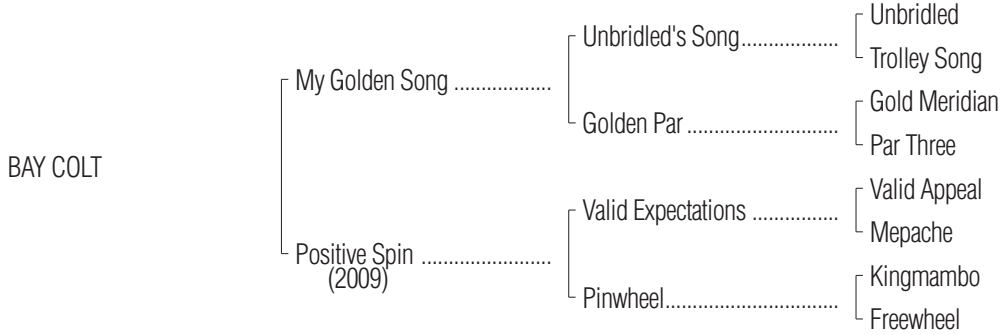 Unbridled
Unbridled's Song..................
Trolley Song
My Golden Song ..................
Gold Meridian
Golden Par ............................
Par Three
BAY COLT
Valid Appeal
Valid Expectations ................
Mepache
Positive Spin ........................
(2009)
Kingmambo
Pinwheel................................
Freewheel